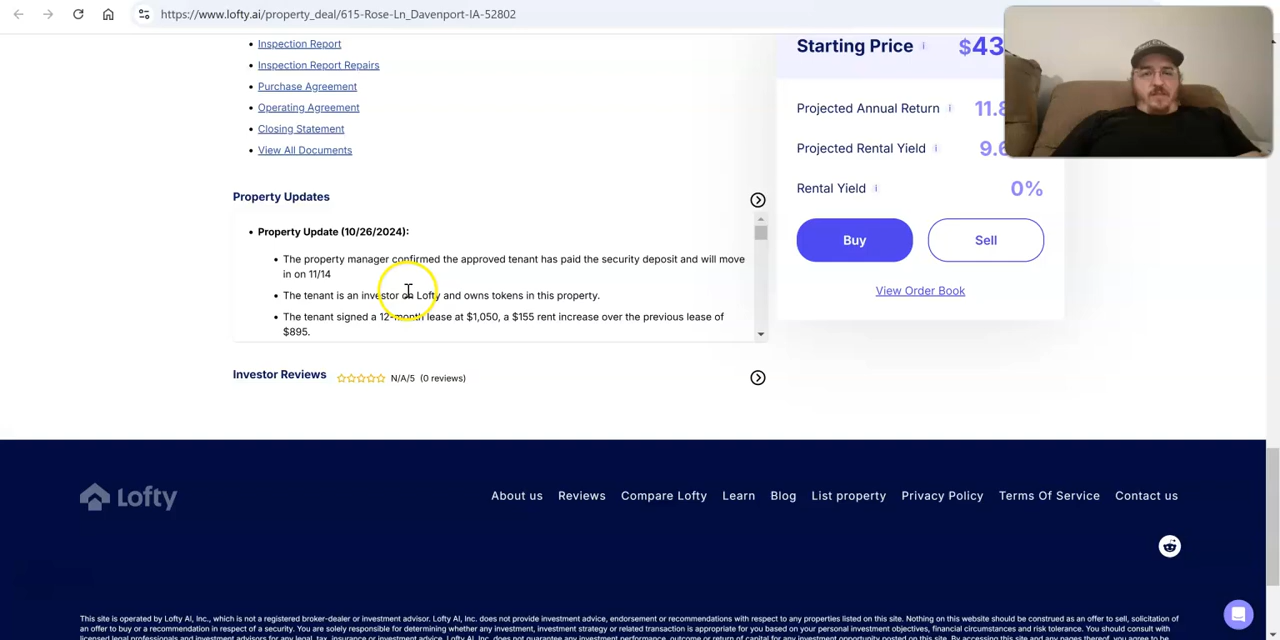 https://www.lofty.ai/property_deal/615-Rose-Ln_Davenport-IA-52802
Inspection Report
Inspection Report Repairs
Purchase Agreement
Operating Agreement
Closing Statement
View All Documents
Property Updates
Property Update (10/26/2024):
The property manager confirmed the approved tenant has paid the security deposit and will move
in on 11/14
The tenant is an investor on Lofty and owns tokens in this property.
The tenant signed a 12-month lease at $1,050, a $155 rent increase over the previous lease of
$895.
Investor Reviews N/A/5 (0 reviews)
Starting Price $43
Projected Annual Return 11.8
Projected Rental Yield 9.6
Rental Yield 0%
Buy Sell
View Order Book
Lofty
About us Reviews Compare Lofty Learn Blog List property Privacy Policy Terms Of Service Contact us
This site is operated by Lofty AI, Inc., which is not a registered broker-dealer or investment advisor. Lofty AI, Inc. does not provide investment advice, endorsement or recommendations with respect to any properties listed on this site. Nothing on this website should be construed as an offer to sell, solicitation of
an offer to buy or a recommendation in respect of a security. You are solely responsible for determining whether any investment, investment strategy or related transaction is appropriate for you based on your personal investment objectives, financial circumstances and risk tolerance. You should consult with